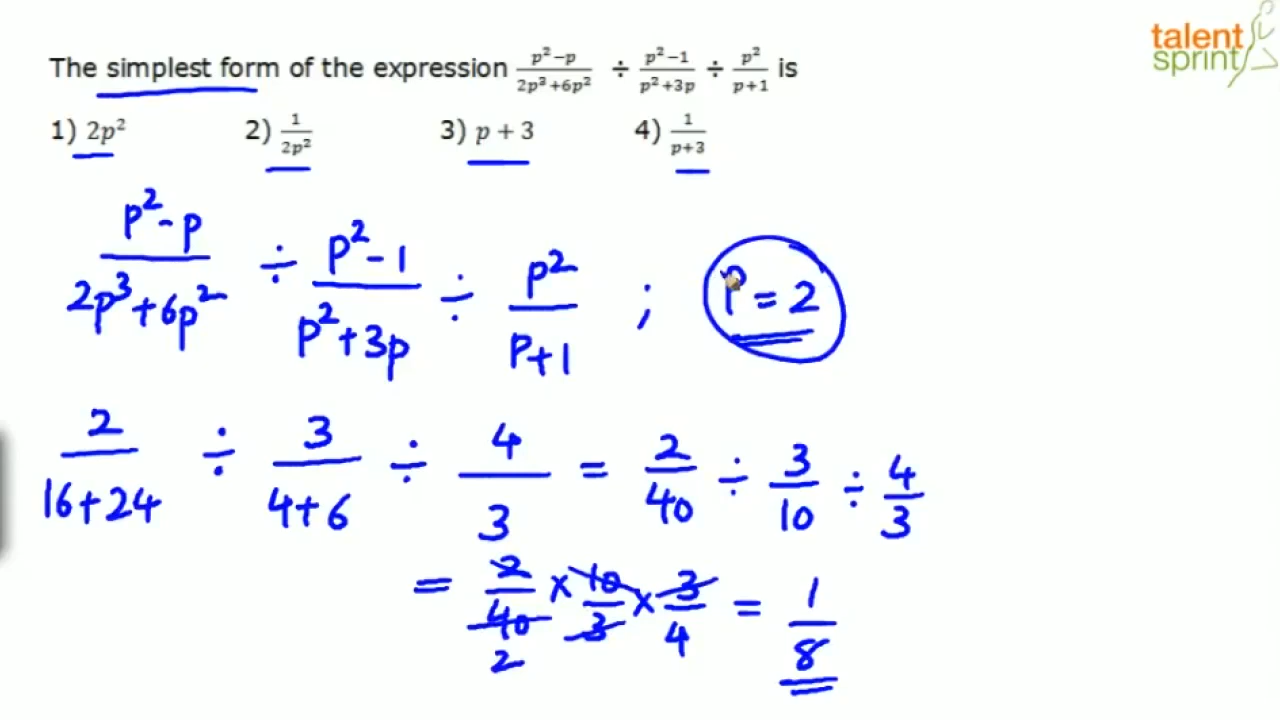 talent
sprint
The simplest form of the expression (p²−p)/(2p³+6p²) ÷ (p²−1)/(p²+3p) ÷ p²/(p+1) is
1) 2p² 2) 1/(2p²) 3) p + 3 4) 1/(p+3)
(p²-p)/(2p³+6p²) ÷ (p²-1)/(p²+3p) ÷ p²/(p+1) ; P = 2
2/(16+24) ÷ 3/(4+6) ÷ 4/3 = 2/40 ÷ 3/10 ÷ 4/3
= 2/40 × 10/3 × 3/4 = 1/8
2